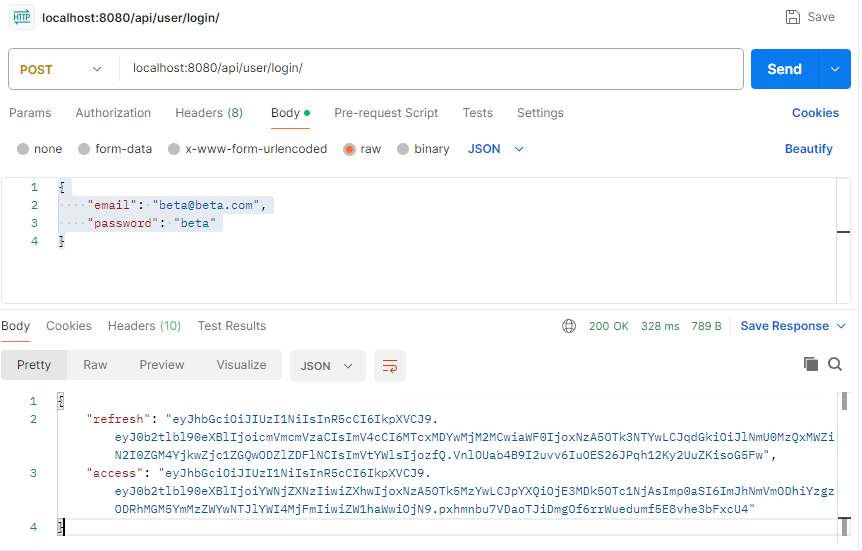 HTTP localhost:8080/api/user/login/ Save
POST localhost:8080/api/user/login/ Send
Params Authorization Headers (8) Body Pre-request Script Tests Settings Cookies
none form-data x-www-form-urlencoded raw binary JSON Beautify
1 {
2 "email": "beta@beta.com",
3 "password": "beta"
4 }
Body Cookies Headers (10) Test Results 200 OK 328 ms 789 B Save Response
Pretty Raw Preview Visualize JSON
1 {
2 "refresh": "eyJhbGciOiJIUzI1NiIsInR5cCI6IkpXVCJ9.
eyJ0b2tlbl90eXBlIjoicmVmcmVzaCIsImV4cCI6MTcxMDYwMjM2MCwiaWF0IjoxNzA5OTk3NTYwLCJqdGkiOiJlNmU0MzQxMWZi
N2I0ZGM4YjkwZjc1ZGQwODZlZDFlNCIsImVtYWlsIjozfQ.VnlOUab4B9I2uvv6IuOES26JPqh12Ky2UuZKisoG5Fw",
3 "access": "eyJhbGciOiJIUzI1NiIsInR5cCI6IkpXVCJ9.
eyJ0b2tlbl90eXBlIjoiYWNjZXNzIiwiZXhwIjoxNzA5OTk5MzYwLCJpYXQiOjE3MDk5OTc1NjAsImp0aSI6ImJhNmVmODhiYzgz
ODRhMGM5YmMzZWYwNTJlYWI4MjFmIiwiZW1haWwiOjN9.pxhmnbu7VDaoTJiDmgOf6rrWuedumf5E8vhe3bFxcU4"
4 }